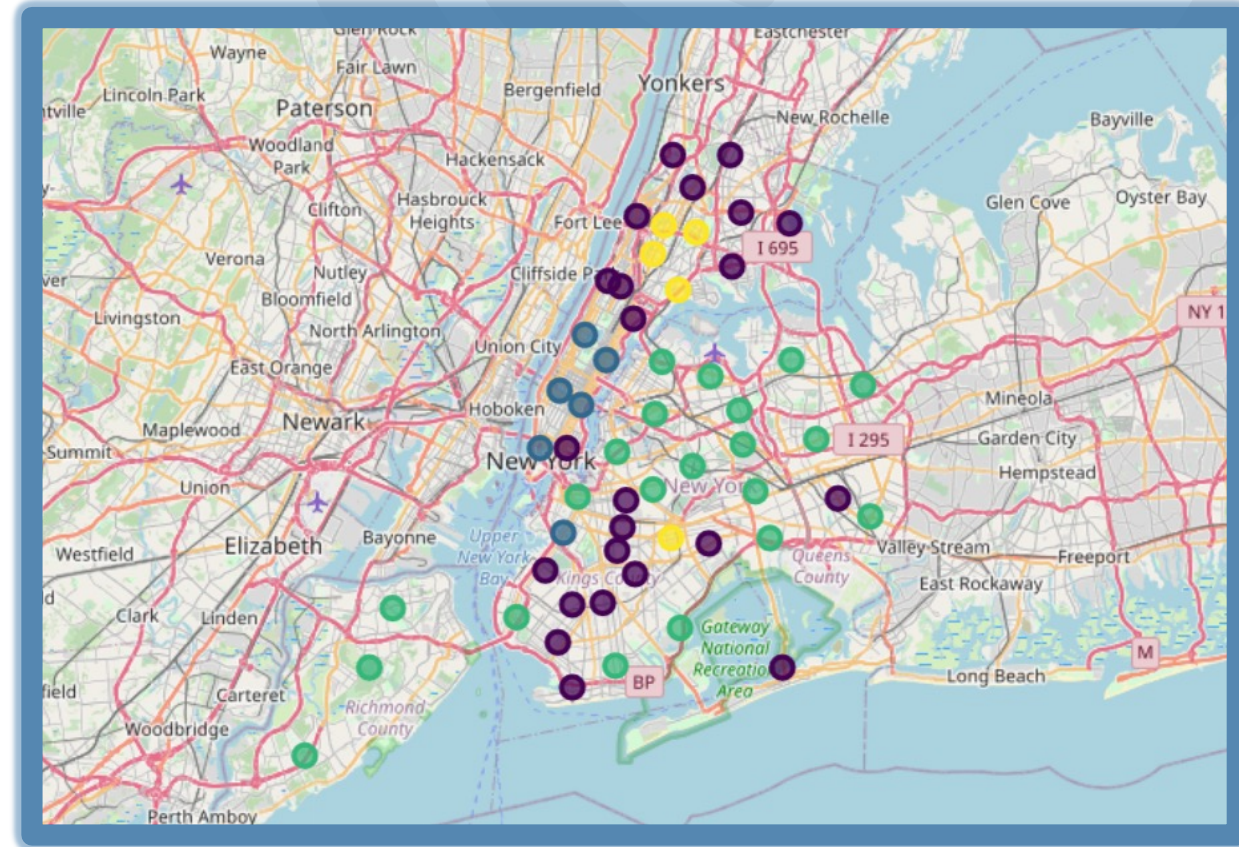 Glen Rock
Eastchester
Wayne
Fair Lawn
Yonkers
Lincoln Park
Bergenfield
Paterson
New Rochelle
Bayville
Woodland
Park
Hackensack
Hasbrouck
Heights
Clifton
Fort Lee
Glen Cove
Oyster Bay
I 695
Verona
Nutley
Cliffside
Bloomfield
Livingston
North Arlington
NY 1
Union City
East Orange
Hoboken
Mineola
Newark
Maplewood
I 295
Garden City
Summit
New York
Hempstead
Union
New York
Bayonne
Upper
New York
Bay
Elizabeth
Westfield
Valley Stream
Freeport
Queens
County
Kings County
East Rockaway
Clark
Linden
Gateway
National
Recreation
Area
M
BP
Long Beach
Carteret
Richmond
County
Woodbridge
Perth Amboy